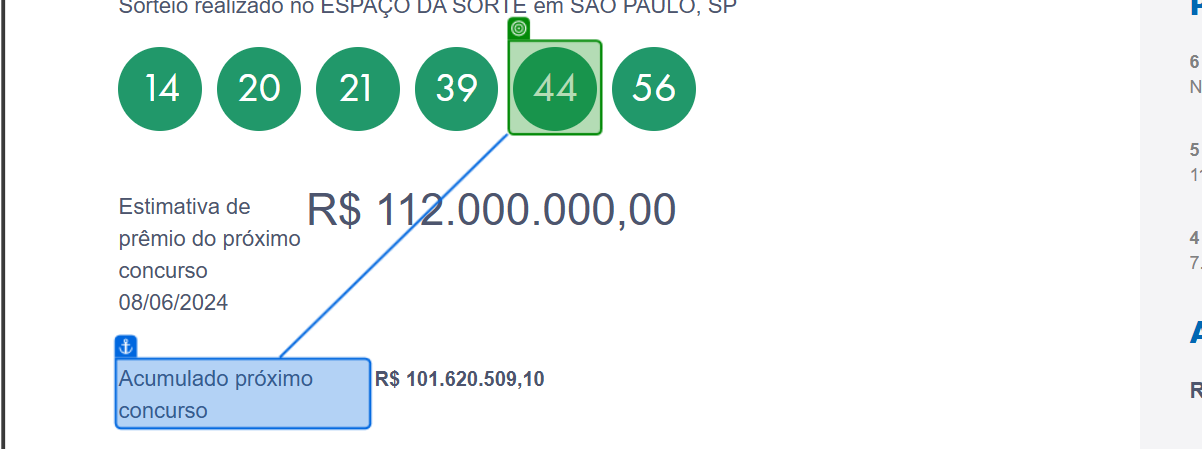 Sorteio realizado no ESPAÇO DA SORTE em SÃO PAULO, SP
14 20 21 39 44 56
Estimativa de
prêmio do próximo
concurso
08/06/2024
R$ 112.000.000,00
Acumulado próximo
concurso
R$ 101.620.509,10
6
N
5
4
7.
A
R